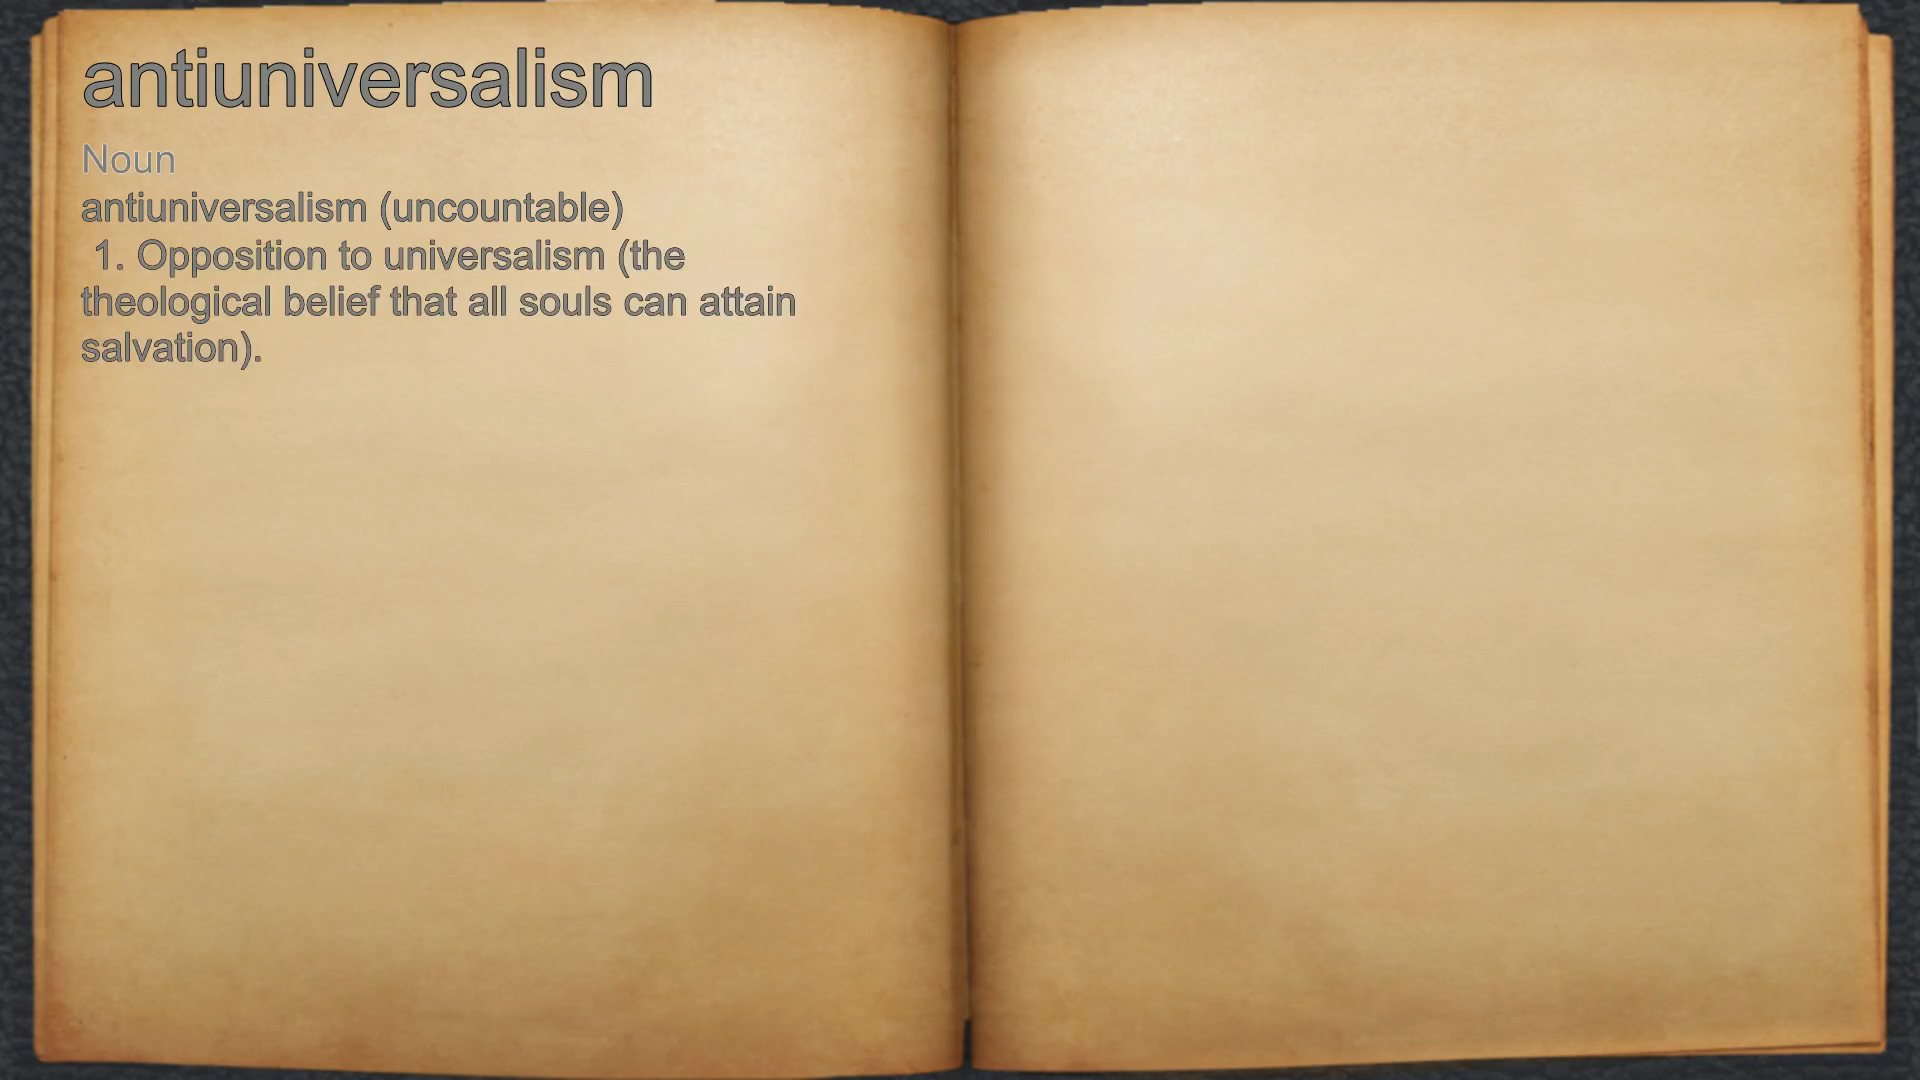 antiuniversalism
Noun
antiuniversalism (uncountable)
1. Opposition to universalism (the
theological belief that all souls can attain
salvation).